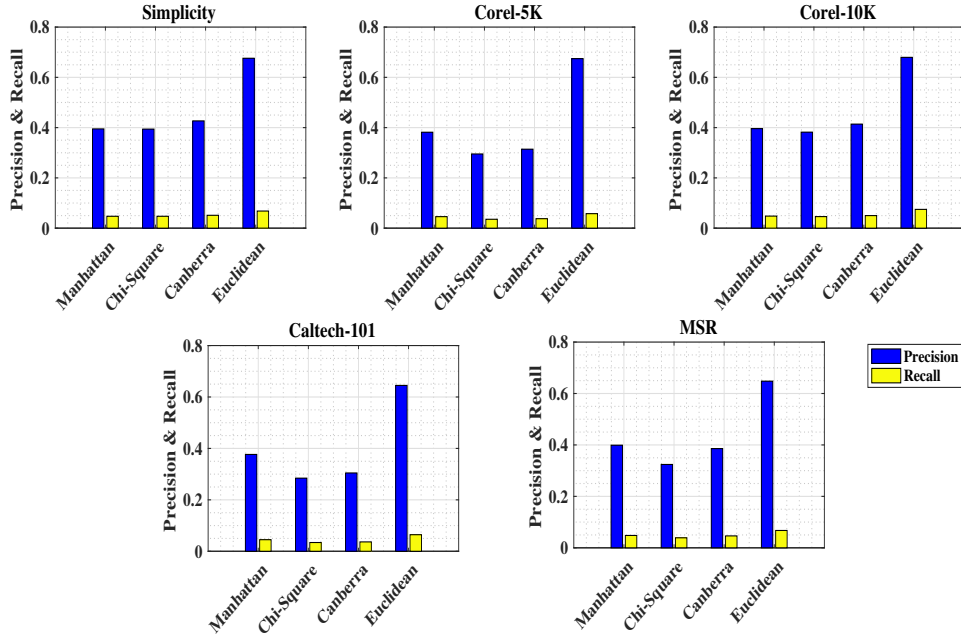 Simplicity
Precision & Recall
0.8
0.6
0.4
0.2
0
Manhattan
Chi-Square
Canberra
Euclidean
Corel-5K
Precision & Recall
0.8
0.6
0.4
0.2
0
Manhattan
Chi-Square
Canberra
Euclidean
Corel-10K
Precision & Recall
0.8
0.6
0.4
0.2
0
Manhattan
Chi-Square
Canberra
Euclidean
Caltech-101
Precision & Recall
0.8
0.6
0.4
0.2
0
Manhattan
Chi-Square
Canberra
Euclidean
MSR
Precision & Recall
0.8
0.6
0.4
0.2
0
Manhattan
Chi-Square
Canberra
Euclidean
Precision
Recall